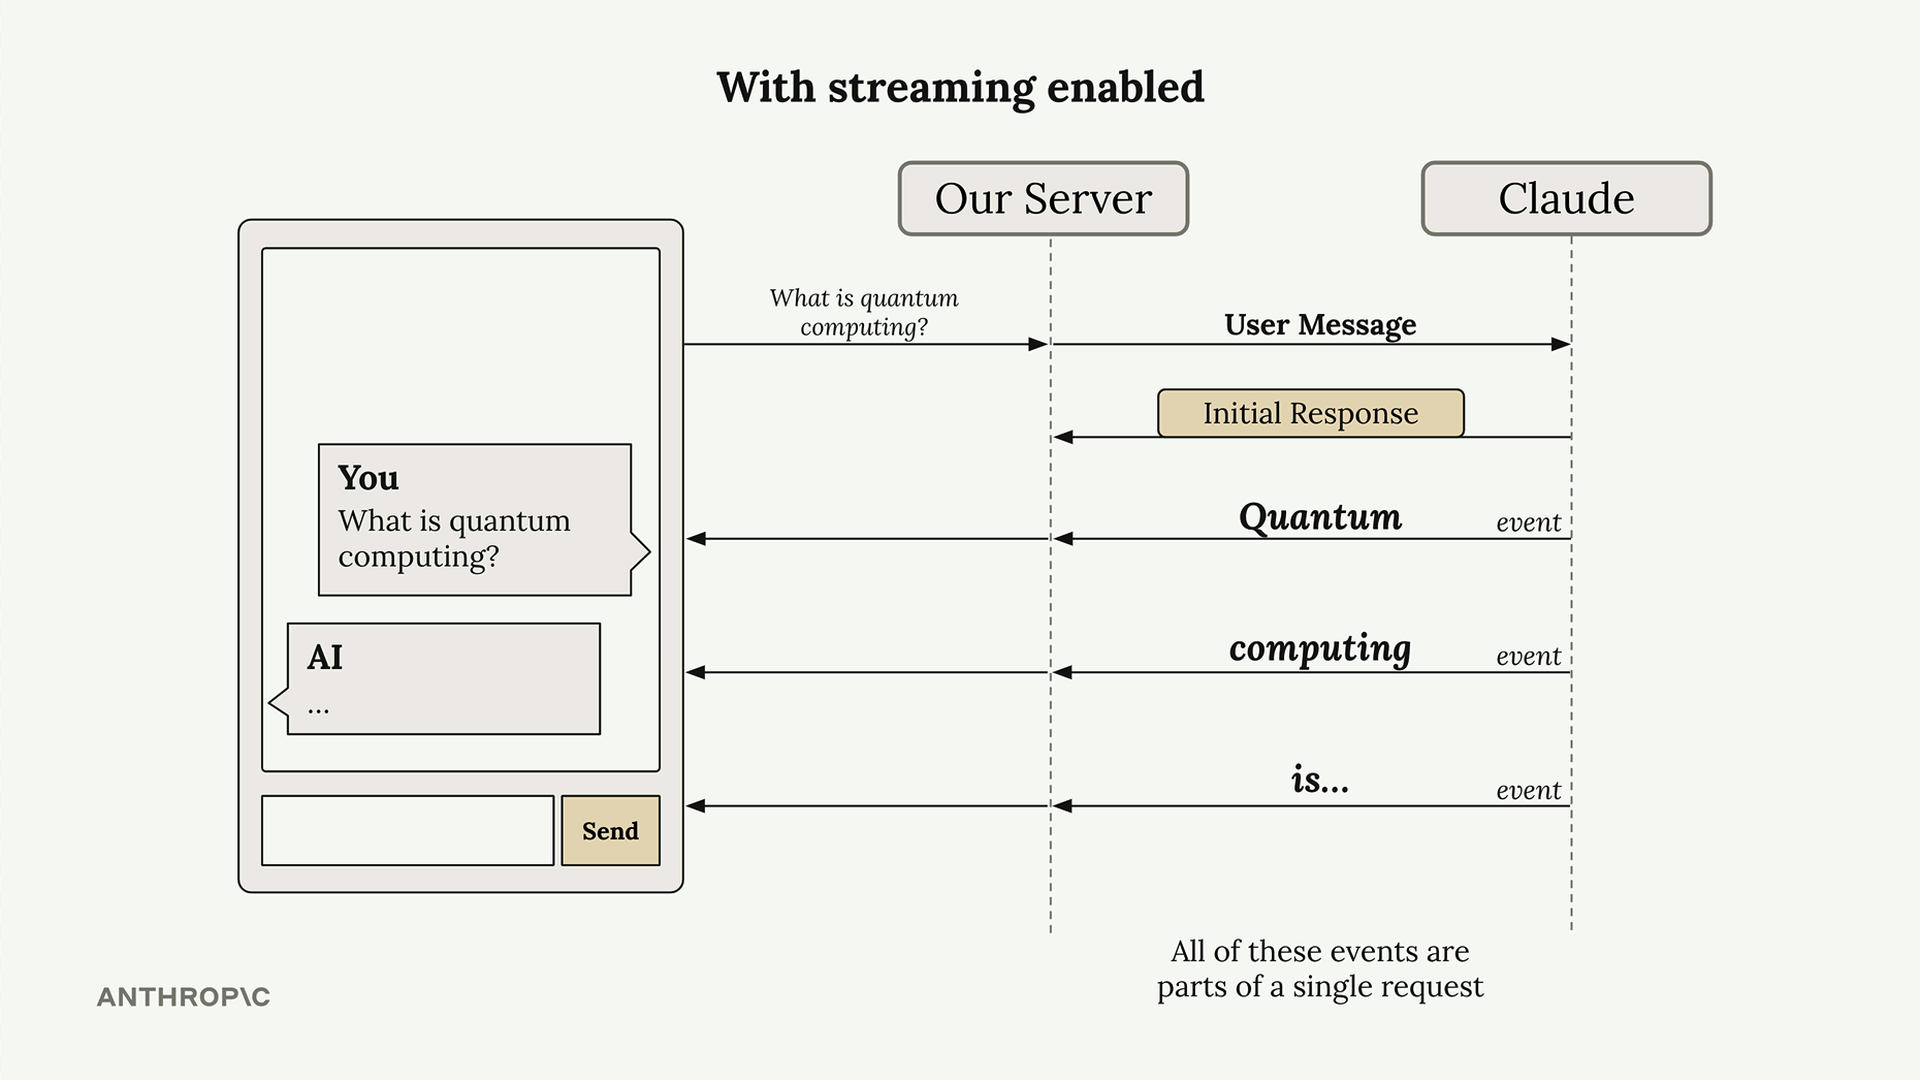 With streaming enabled
Our Server
Claude
What is quantum
computing?
User Message
Initial Response
You
What is quantum
computing?
Quantum
event
AI
...
computing
event
is...
event
Send
All of these events are
parts of a single request
ANTHROP\C